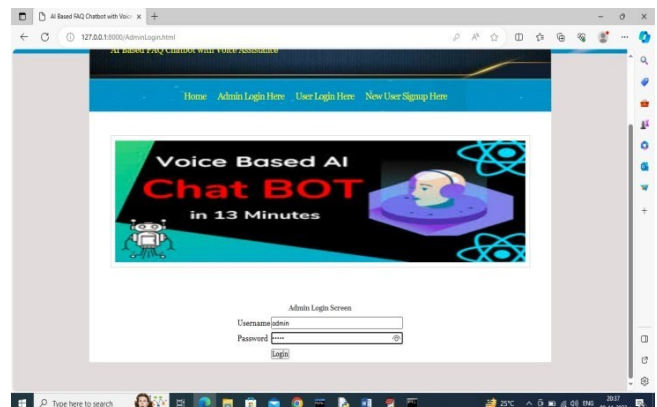 AI Based FAQ Chatbot with Voic
127.0.0.1:8000/AdminLogin.html
AI Based FAQ Chatbot with Voice Assistance
Home Admin Login Here User Login Here New User Signup Here
Voice Based AI
Chat BOT
in 13 Minutes
Admin Login Screen
Username admin
Password •••••
Login
Type here to search
25°C ENG 20:37